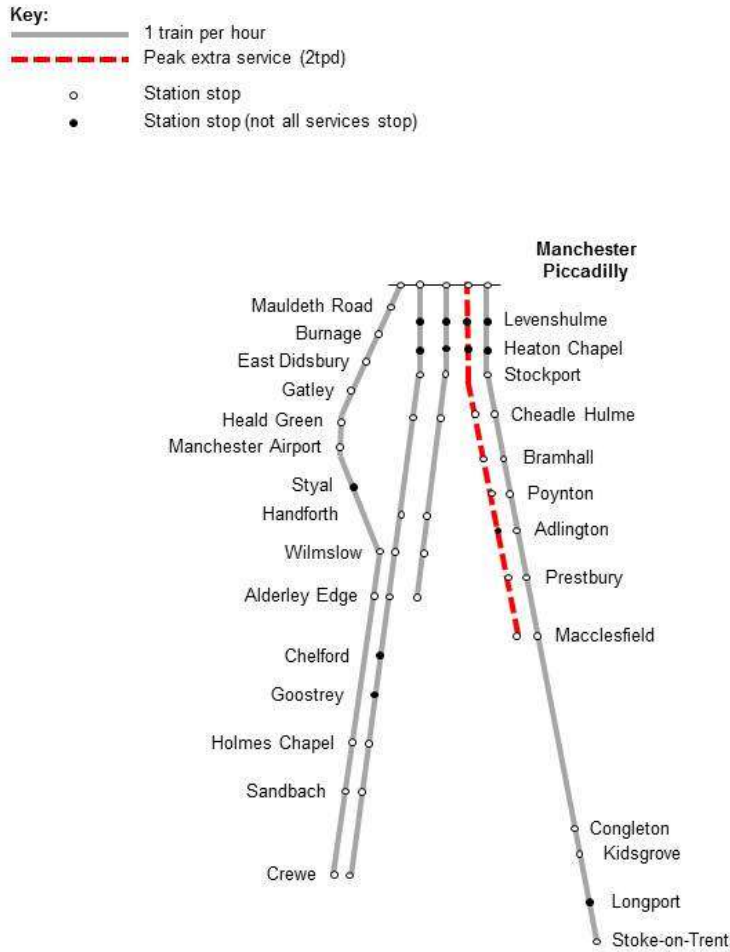 Key:
1 train per hour
Peak extra service (2tpd)
Station stop
Station stop (not all services stop)
Manchester
Piccadilly
Mauldeth Road
Levenshulme
Burnage
Heaton Chapel
East Didsbury
Stockport
Gatley
Cheadle Hulme
Heald Green
Manchester Airport
Bramhall
Styal
Poynton
Handforth
Adlington
Wilmslow
Prestbury
Alderley Edge
Macclesfield
Chelford
Goostrey
Holmes Chapel
Sandbach
Congleton
Kidsgrove
Crewe
Longport
Stoke-on-Trent